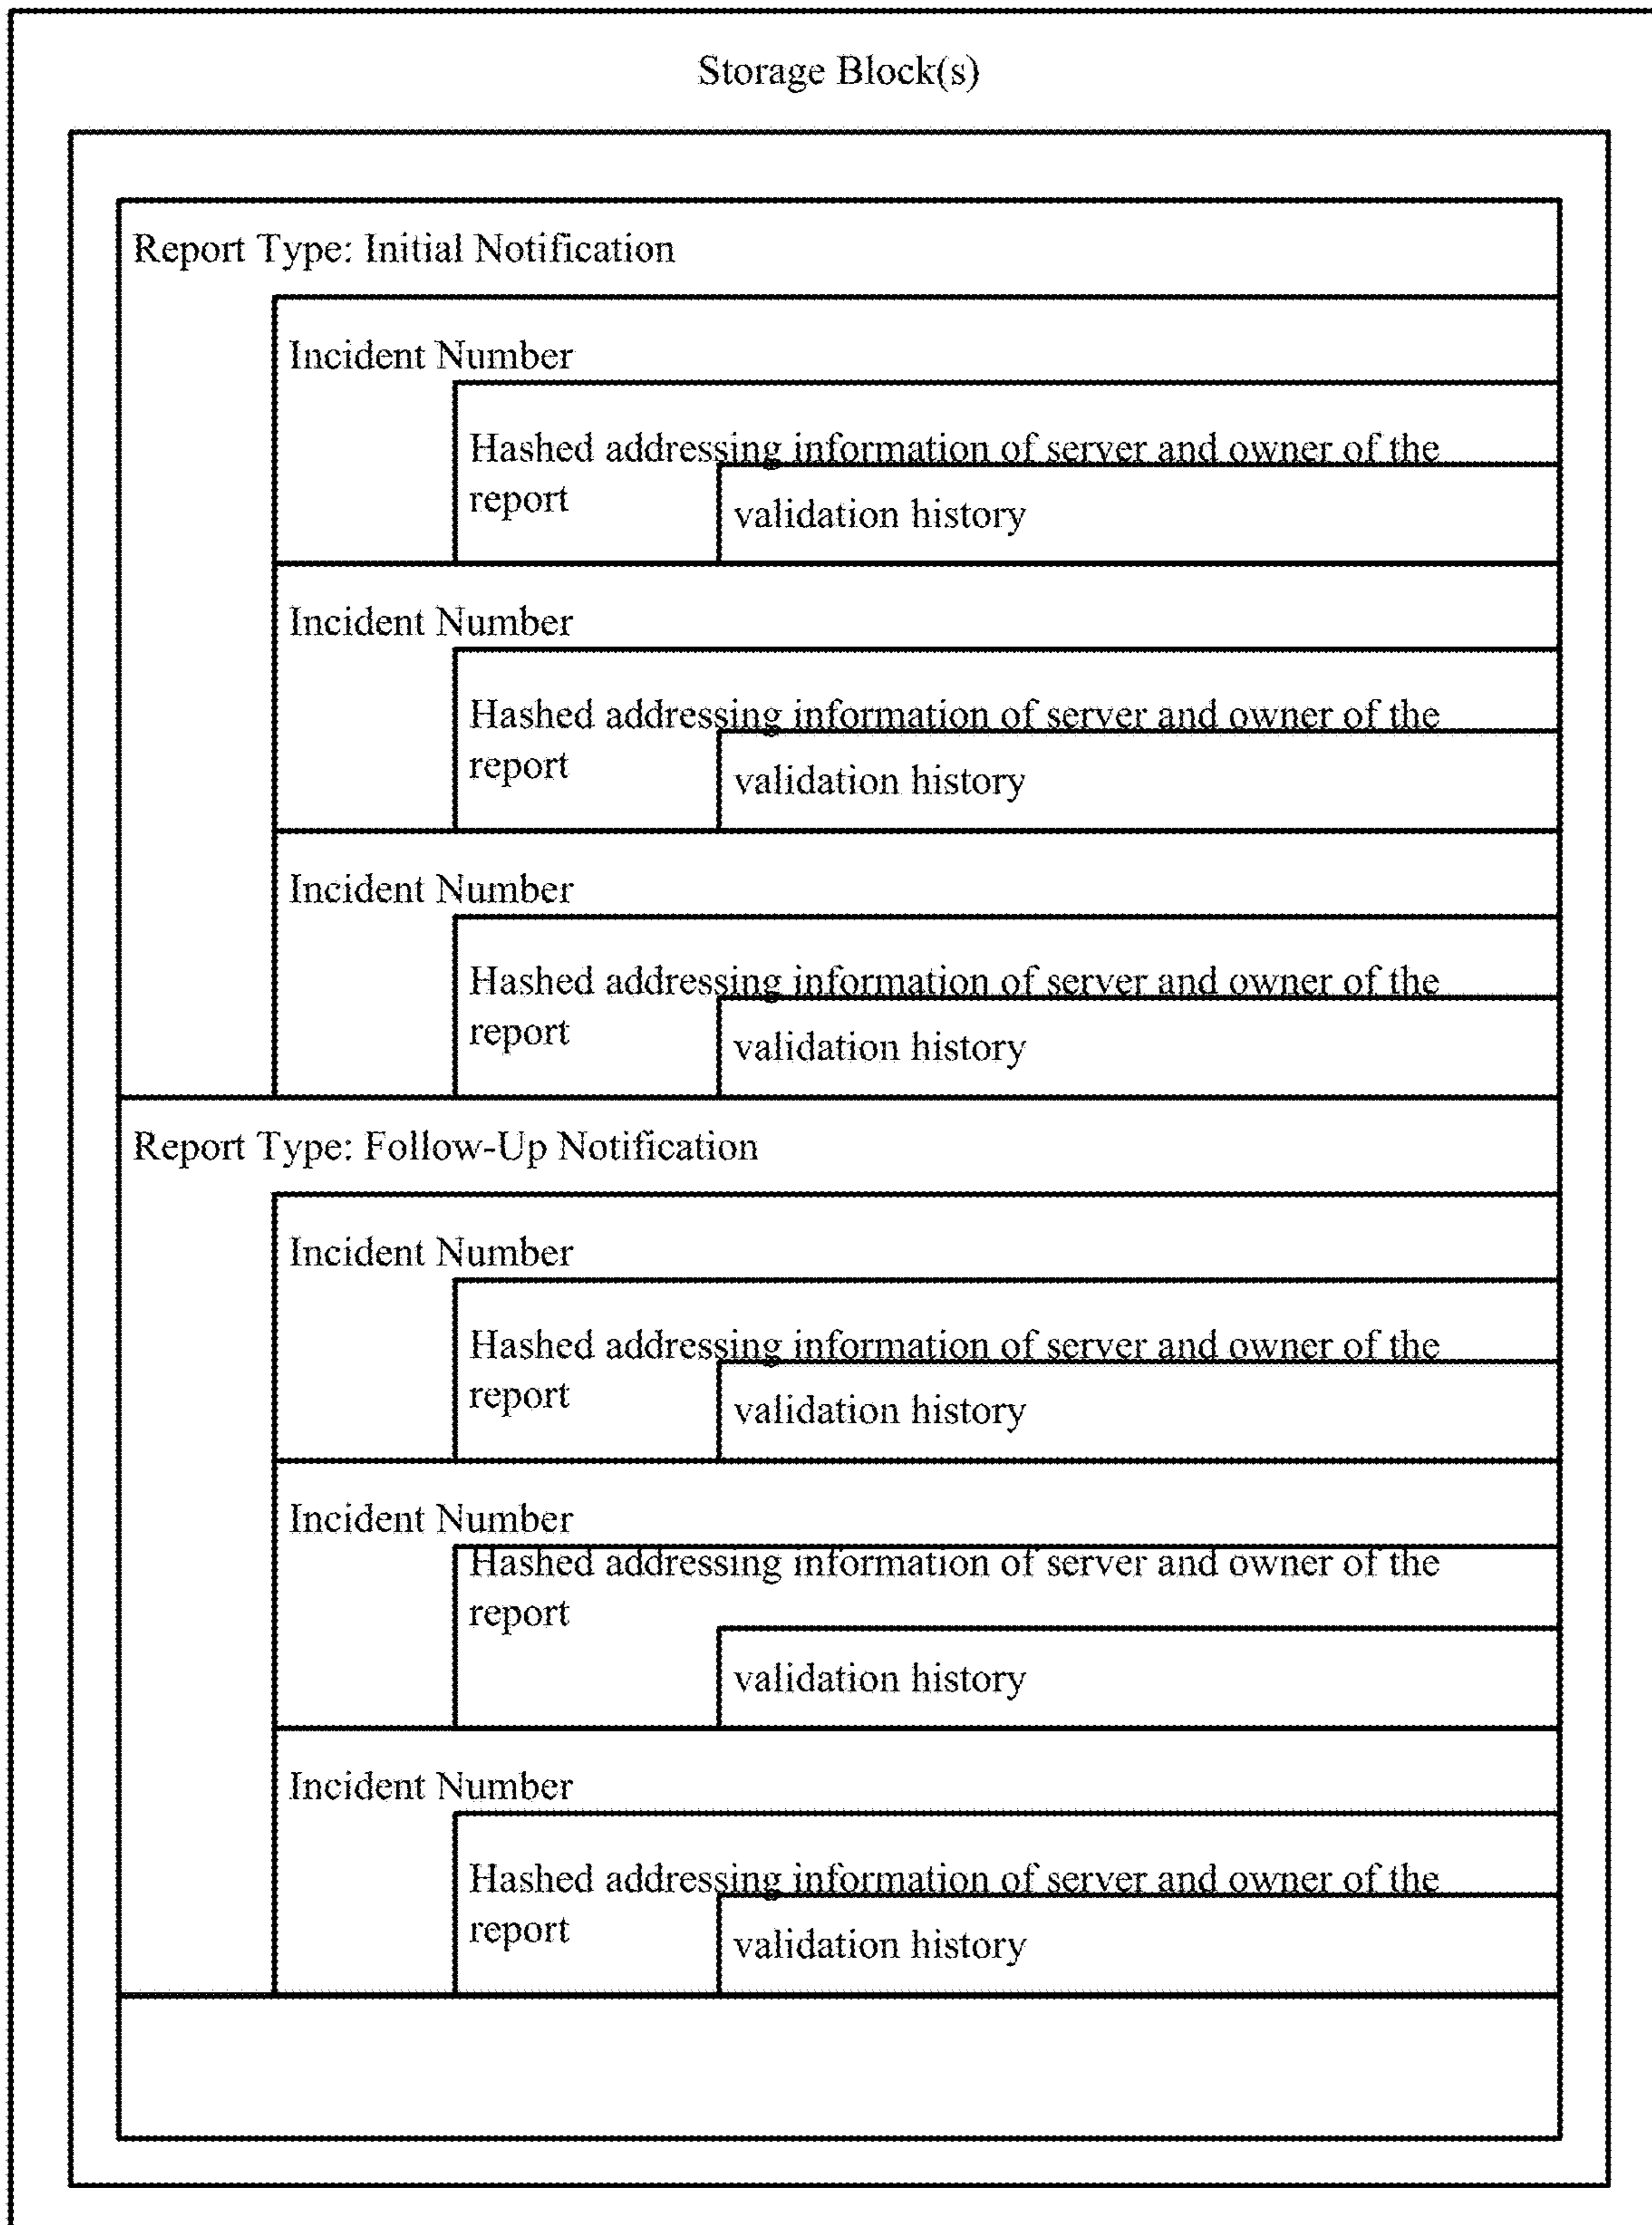 Storage Block(s)
Report Type: Initial Notification
Incident Number
Hashed addressing information of server and owner of the
report
validation history
Incident Number
Hashed addressing information of server and owner of the
report
validation history
Incident Number
Hashed addressing information of server and owner of the
report
validation history
Report Type: Follow-Up Notification
Incident Number
Hashed addressing information of server and owner of the
report
validation history
Incident Number
Hashed addressing information of server and owner of the
report
validation history
Incident Number
Hashed addressing information of server and owner of the
report
validation history